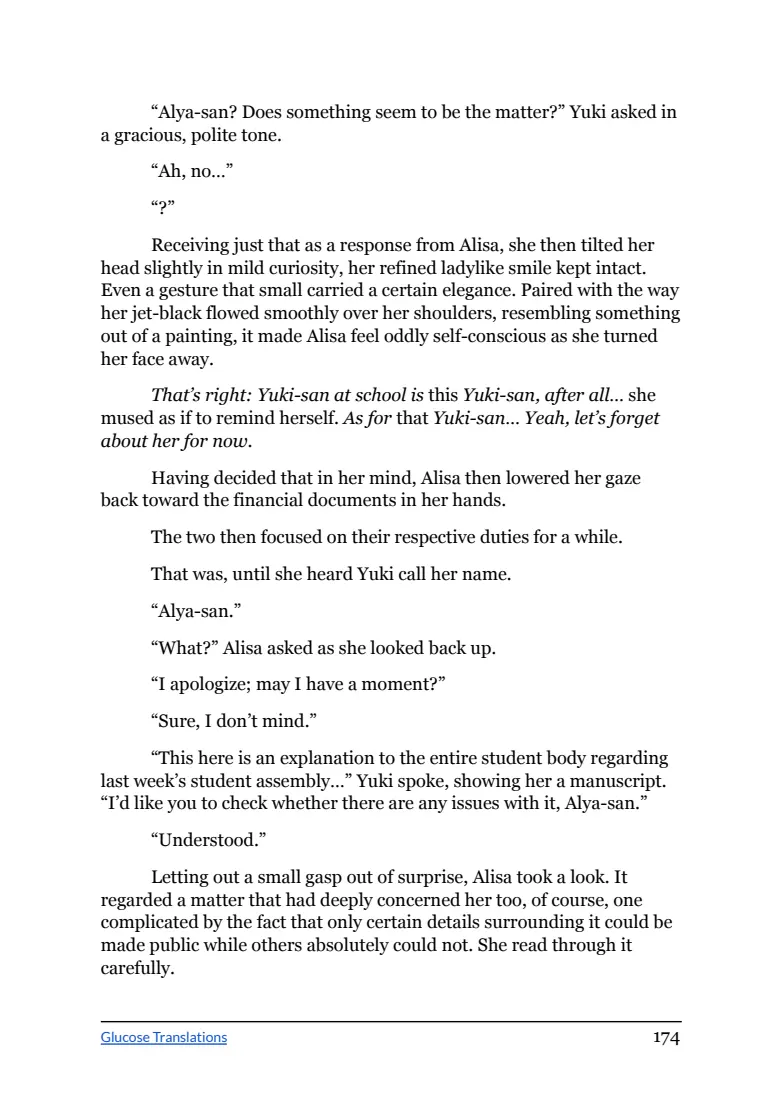 “Alya-san? Does something seem to be the matter?” Yuki asked in
a gracious, polite tone.
“Ah, no...”
“?”
Receiving just that as a response from Alisa, she then tilted her
head slightly in mild curiosity, her refined ladylike smile kept intact.
Even a gesture that small carried a certain elegance. Paired with the way
her jet-black flowed smoothly over her shoulders, resembling something
out of a painting, it made Alisa feel oddly self-conscious as she turned
her face away.
That’s right: Yuki-san at school is this Yuki-san, after all... she
mused as if to remind herself. As for that Yuki-san... Yeah, let’s forget
about her for now.
Having decided that in her mind, Alisa then lowered her gaze
back toward the financial documents in her hands.
The two then focused on their respective duties for a while.
That was, until she heard Yuki call her name.
“Alya-san.”
“What?” Alisa asked as she looked back up.
“I apologize; may I have a moment?”
“Sure, I don’t mind.”
“This here is an explanation to the entire student body regarding
last week’s student assembly...” Yuki spoke, showing her a manuscript.
“I’d like you to check whether there are any issues with it, Alya-san.”
“Understood.”
Letting out a small gasp out of surprise, Alisa took a look. It
regarded a matter that had deeply concerned her too, of course, one
complicated by the fact that only certain details surrounding it could be
made public while others absolutely could not. She read through it
carefully.
Glucose Translations 174